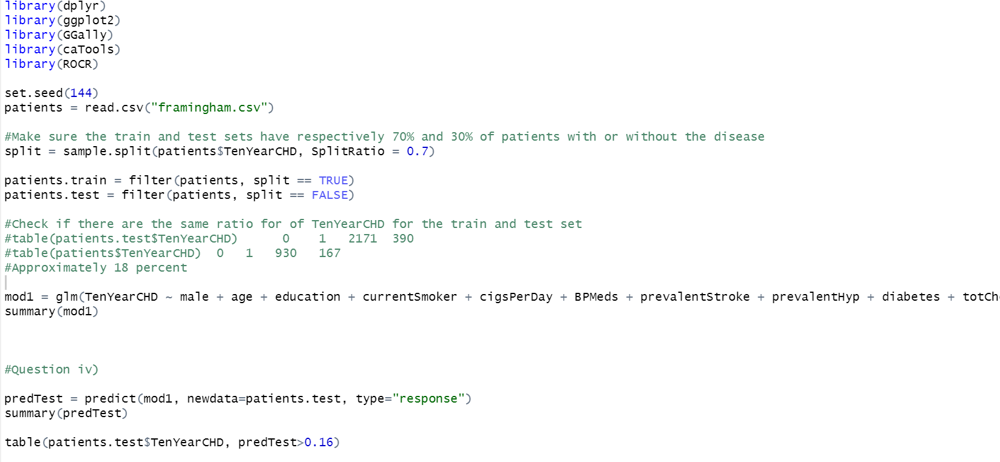 library(dplyr)
library(ggplot2)
library(GGally)
library(caTools)
library(ROCR)
set.seed(144)
patients = read.csv("framingham.csv")
#Make sure the train and test sets have respectively 70% and 30% of patients with or without the disease
split = sample.split(patients$TenYearCHD, SplitRatio = 0.7)
patients.train = filter(patients, split == TRUE)
patients.test = filter(patients, split == FALSE)
#Check if there are the same ratio for of TenYearCHD for the train and test set
#table(patients.test$TenYearCHD)      0    1   2171  390
#table(patients$TenYearCHD)  0   1   930   167
#Approximately 18 percent
mod1 = glm(TenYearCHD ~ male + age + education + currentSmoker + cigsPerDay + BPMeds + prevalentStroke + prevalentHyp + diabetes + totCh
summary(mod1)
#Question iv)
predTest = predict(mod1, newdata=patients.test, type="response")
summary(predTest)
table(patients.test$TenYearCHD, predTest>0.16)